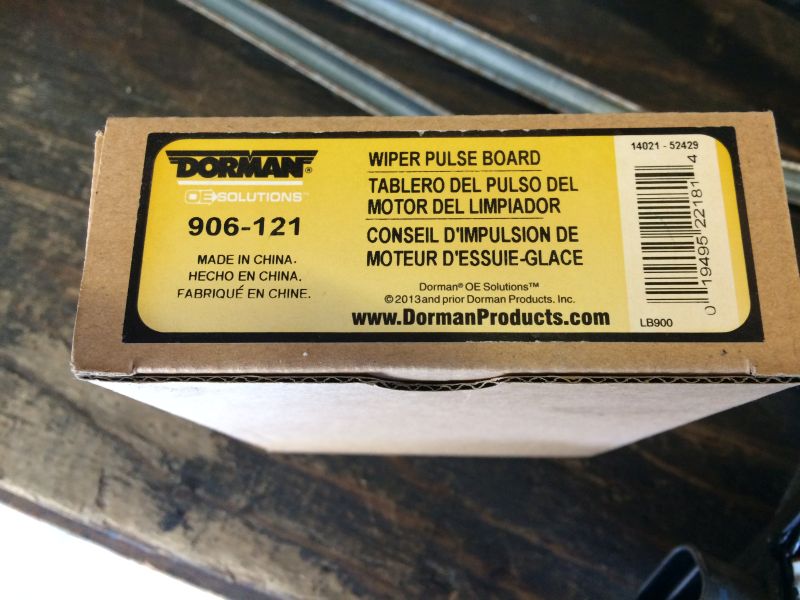 DORMAN®
OE SOLUTIONS™
906-121
MADE IN CHINA.
HECHO EN CHINA.
FABRIQUÉ EN CHINE.
WIPER PULSE BOARD
TABLERO DEL PULSO DEL
MOTOR DEL LIMPIADOR
CONSEIL D'IMPULSION DE
MOTEUR D'ESSUIE-GLACE
Dorman® OE Solutions™
© 2013 and prior Dorman Products, Inc.
www.DormanProducts.com
14021 - 52429
0 19495 22181 4
LB900